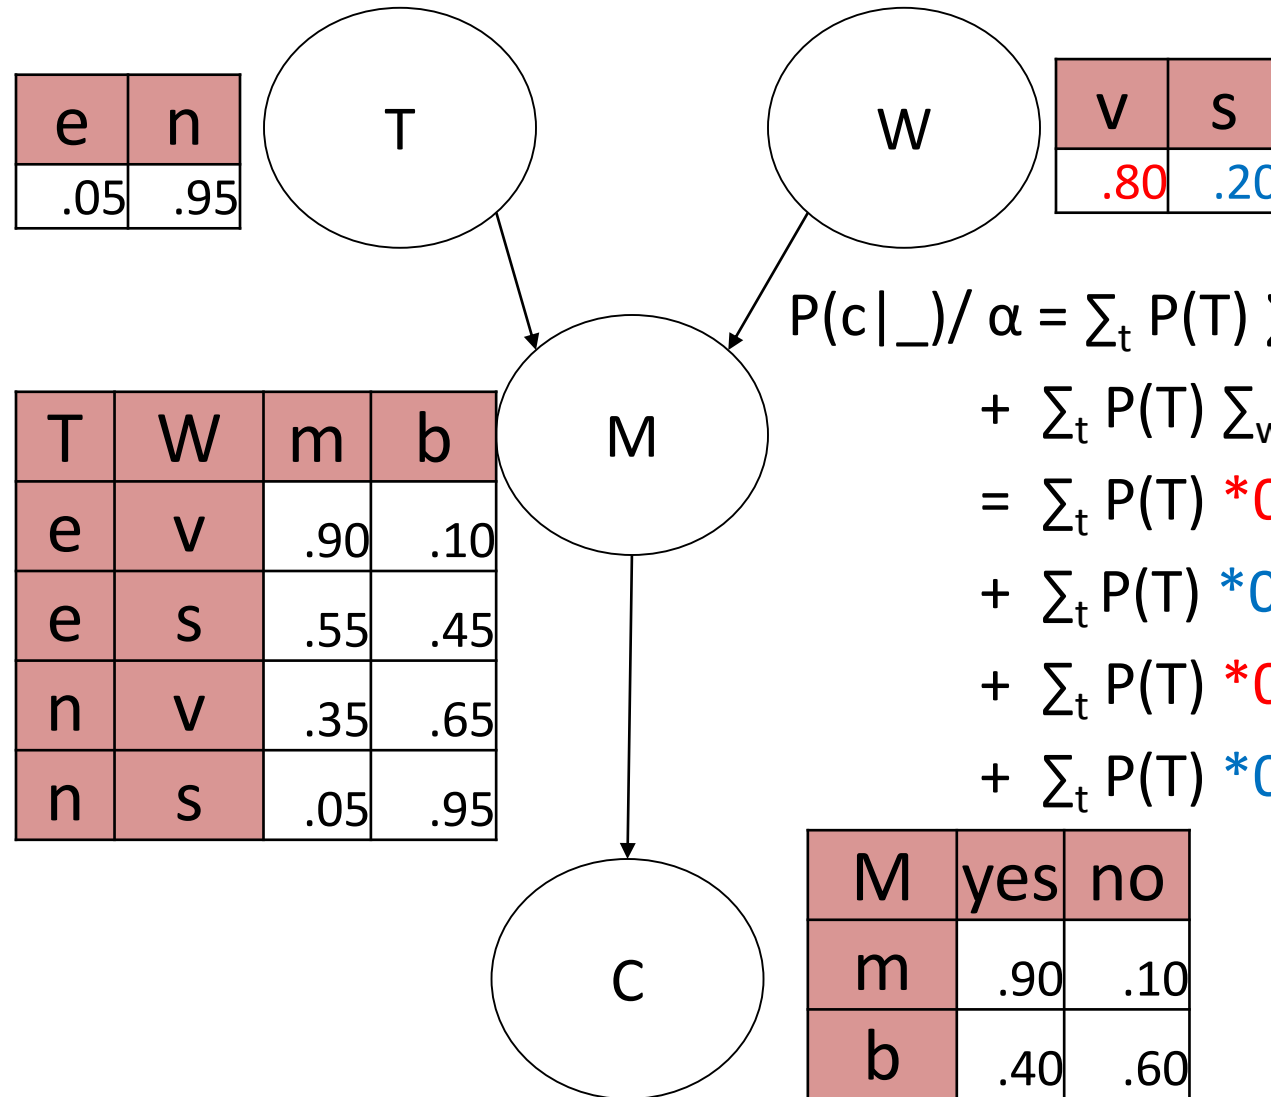 e n
.05 .95
T
W
v s
.80 .20
P(c|_)/ α = ∑t P(T)
+ ∑t P(T) ∑w
= ∑t P(T) *0
+ ∑t P(T) *0
+ ∑t P(T) *0
+ ∑t P(T) *0
M
T W m b
e v .90 .10
e s .55 .45
n v .35 .65
n s .05 .95
C
M yes no
m .90 .10
b .40 .60